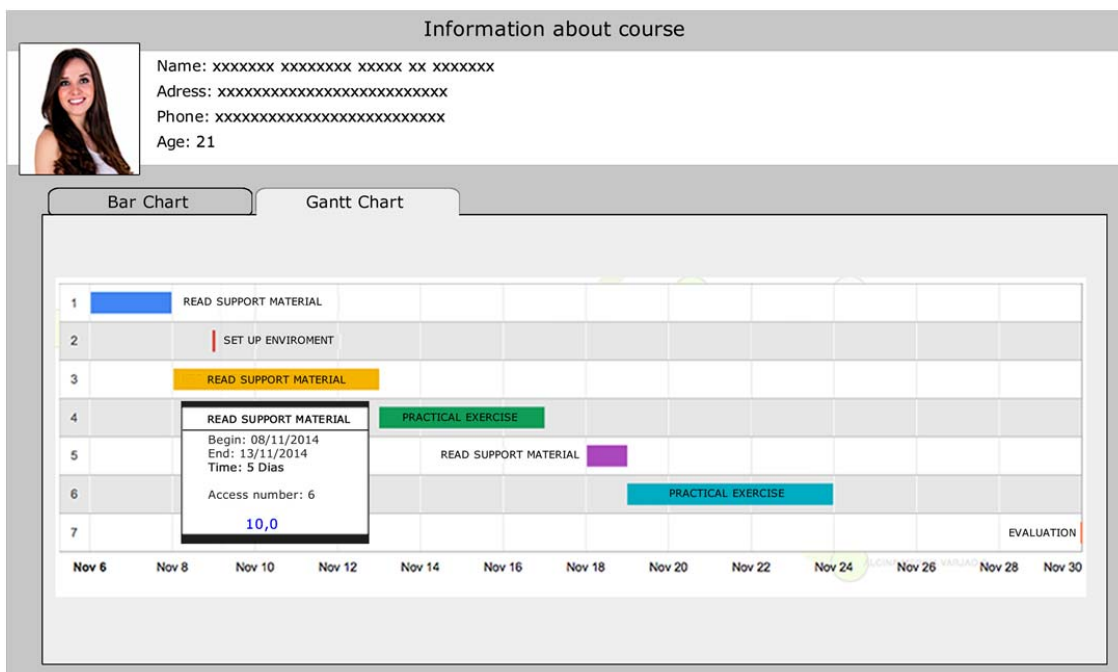 Information about course
Name: xxxxxxx xxxxxxxx xxxxx xx xxxxxxx
Adress: xxxxxxxxxxxxxxxxxxxxxxxxxx
Phone: xxxxxxxxxxxxxxxxxxxxxxxxxx
Age: 21
Bar Chart Gantt Chart
1 READ SUPPORT MATERIAL
2 SET UP ENVIROMENT
3 READ SUPPORT MATERIAL
4 READ SUPPORT MATERIAL PRACTICAL EXERCISE
Begin: 08/11/2014
End: 13/11/2014
5 READ SUPPORT MATERIAL
Time: 5 Dias
6 Access number: 6 PRACTICAL EXERCISE
10,0
7 EVALUATION
Nov 6 Nov 8 Nov 10 Nov 12 Nov 14 Nov 16 Nov 18 Nov 20 Nov 22 Nov 24 Nov 26 Nov 28 Nov 30